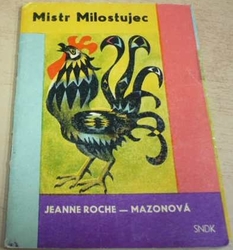 Mistr Milostujec
JEANNE ROCHE — MAZONOVÁ
SNDK